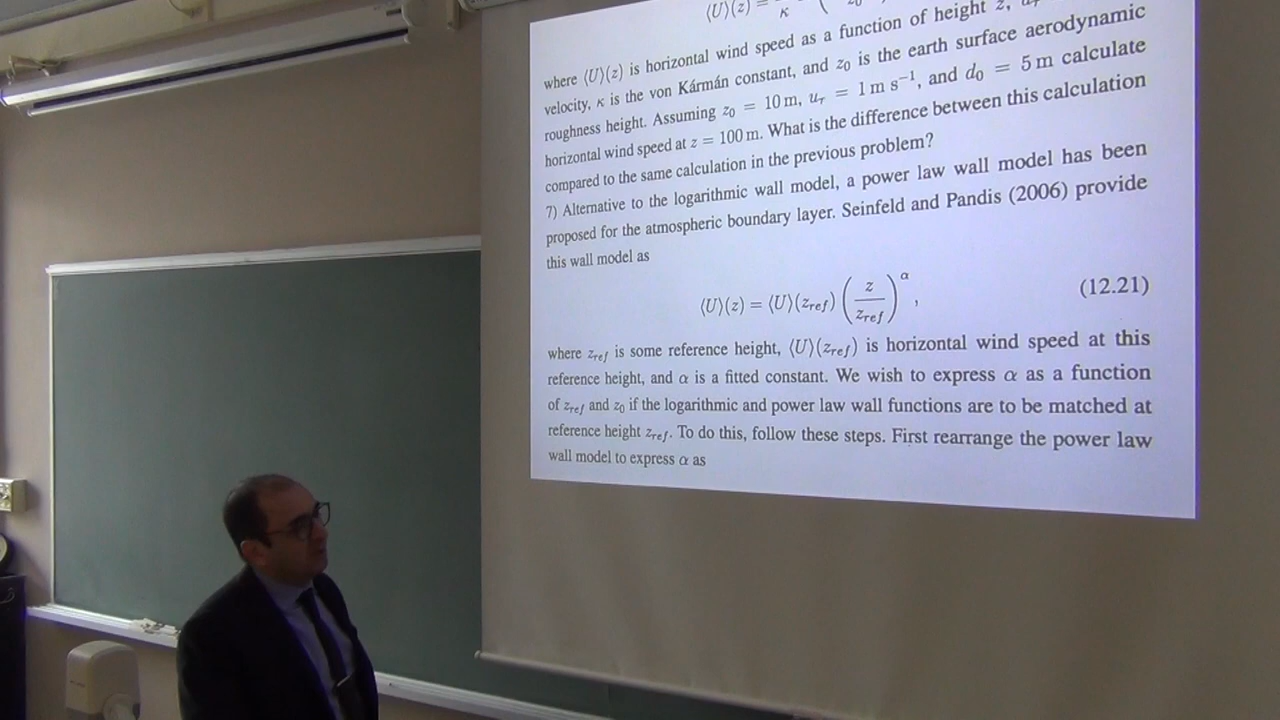 ⟨U⟩(z) =
κ
z₀
where ⟨U⟩(z) is horizontal wind speed as a function of height z,
velocity, κ is the von Kármán constant, and z₀ is the earth surface aerodynamic
roughness height. Assuming z₀ = 10 m, uτ = 1 m s⁻¹, and d₀ = 5 m calculate
horizontal wind speed at z = 100 m. What is the difference between this calculation
compared to the same calculation in the previous problem?
7) Alternative to the logarithmic wall model, a power law wall model has been
proposed for the atmospheric boundary layer. Seinfeld and Pandis (2006) provide
this wall model as
⟨U⟩(z) = ⟨U⟩(z_ref) (z / z_ref)^α, (12.21)
where z_ref is some reference height, ⟨U⟩(z_ref) is horizontal wind speed at this
reference height, and α is a fitted constant. We wish to express α as a function
of z_ref and z₀ if the logarithmic and power law wall functions are to be matched at
reference height z_ref. To do this, follow these steps. First rearrange the power law
wall model to express α as